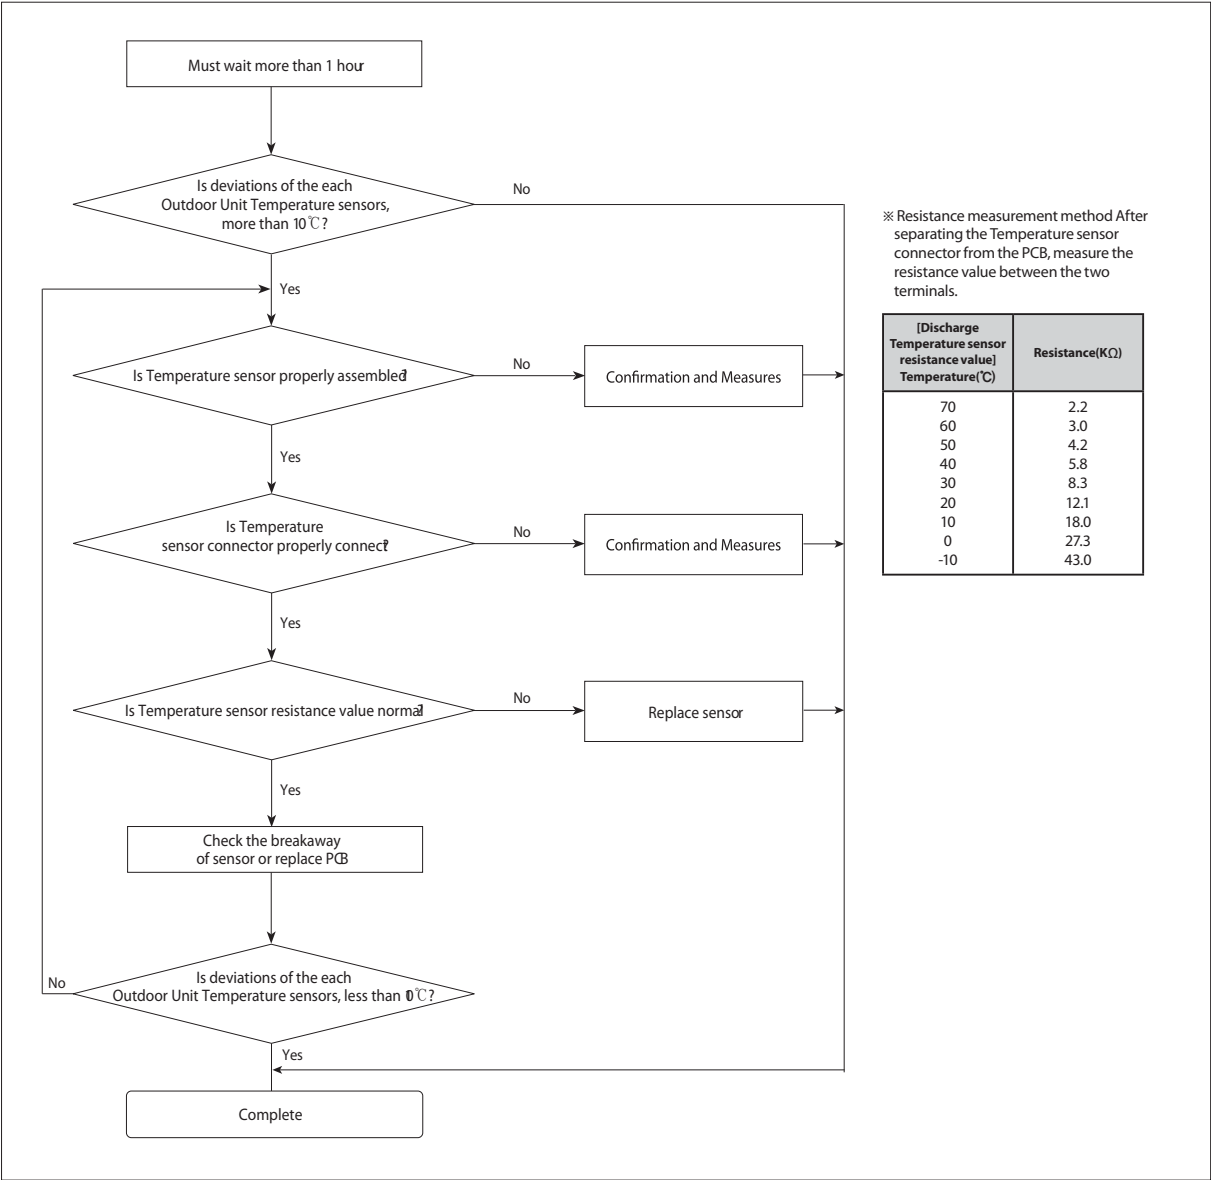 Must wait more than 1 hour
Is deviations of the each
Outdoor Unit Temperature sensors,
more than 10℃?
No
Yes
Is Temperature sensor properly assembled?
No
Confirmation and Measures
Yes
Is Temperature
sensor connector properly connect?
No
Confirmation and Measures
Yes
Is Temperature sensor resistance value normal?
No
Replace sensor
Yes
Check the breakaway
of sensor or replace PCB
Is deviations of the each
Outdoor Unit Temperature sensors, less than 10℃?
No
Yes
Complete
※ Resistance measurement method After
separating the Temperature sensor
connector from the PCB, measure the
resistance value between the two
terminals.
[Discharge
Temperature sensor
resistance value]
Temperature(℃)
Resistance(KΩ)
70 2.2
60 3.0
50 4.2
40 5.8
30 8.3
20 12.1
10 18.0
0 27.3
-10 43.0